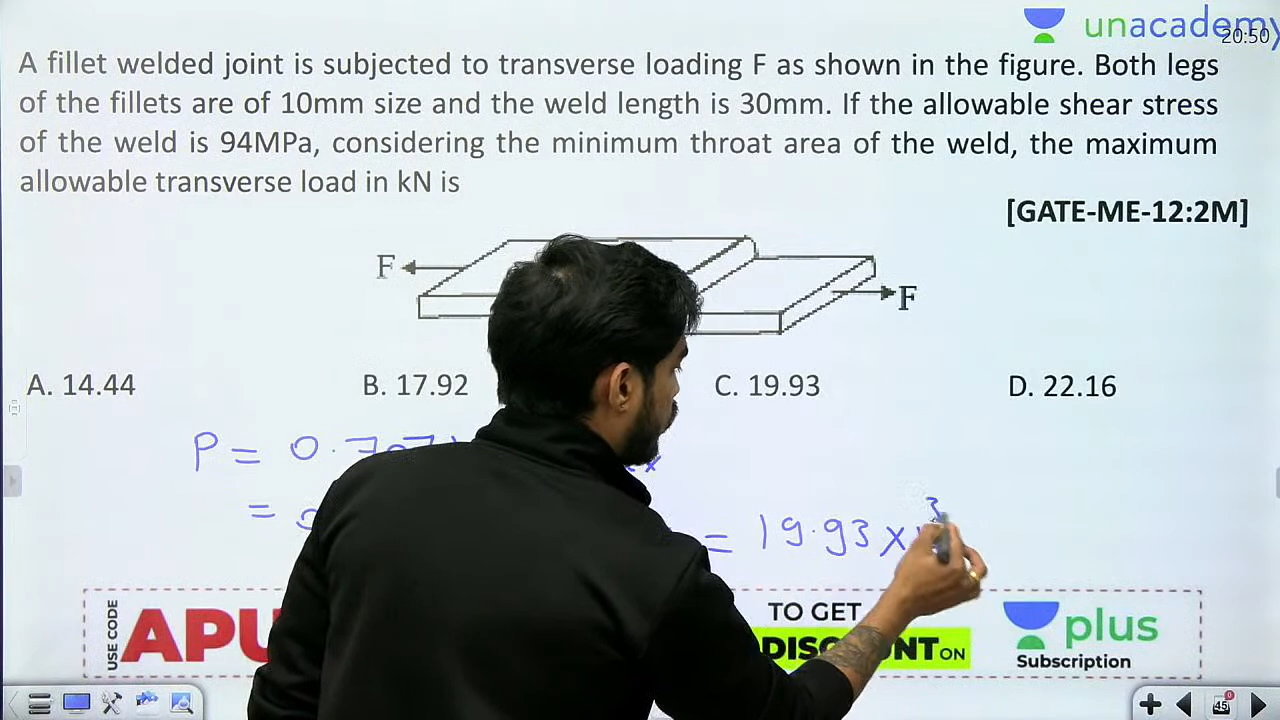 unacademy
20:50
A fillet welded joint is subjected to transverse loading F as shown in the figure. Both legs
of the fillets are of 10mm size and the weld length is 30mm. If the allowable shear stress
of the weld is 94MPa, considering the minimum throat area of the weld, the maximum
allowable transverse load in kN is
[GATE-ME-12:2M]
F
F
A. 14.44
B. 17.92
C. 19.93
D. 22.16
P = 0.707
=
= 19.93 x
3
USE CODE
APU
TO GET
DISCOUNT ON
plus
Subscription
45
0